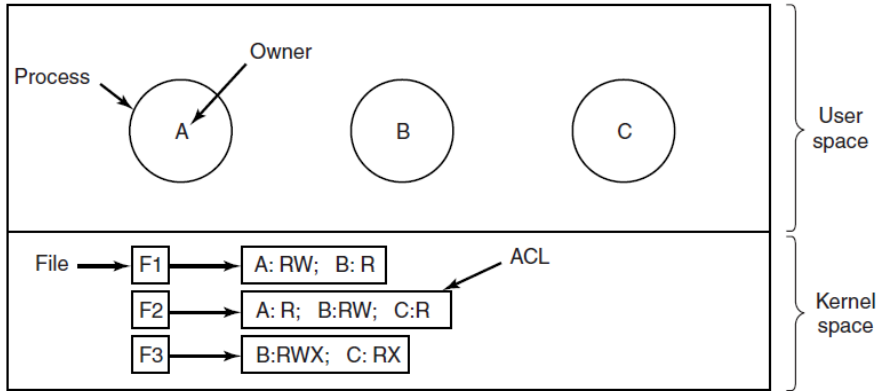 Owner
Process
A
B
C
User
space
File
F1
A: RW; B: R
ACL
F2
A: R; B:RW; C:R
F3
B:RWX; C: RX
Kernel
space